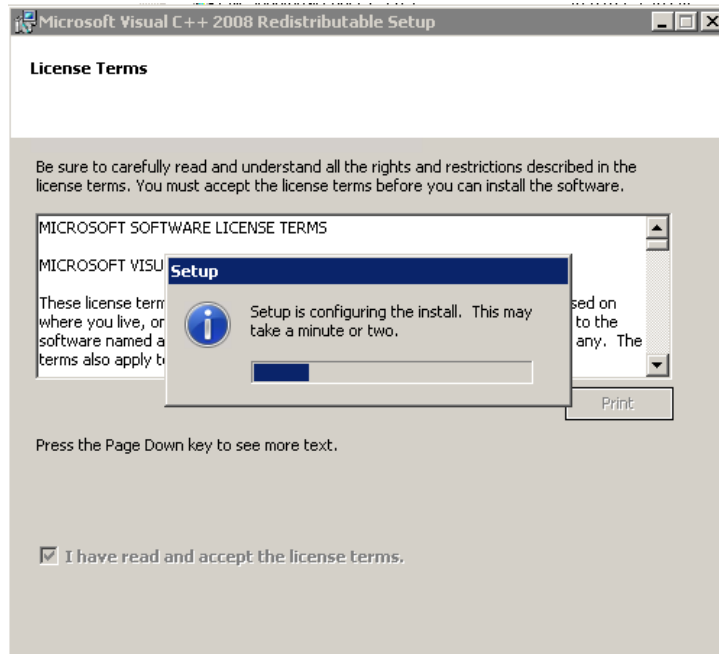 Microsoft Visual C++ 2008 Redistributable Setup
License Terms
Be sure to carefully read and understand all the rights and restrictions described in the
license terms. You must accept the license terms before you can install the software.
MICROSOFT SOFTWARE LICENSE TERMS
MICROSOFT VISU
Setup
These license term
where you live, or
software named a
terms also apply t
Setup is configuring the install. This may
take a minute or two.
sed on
to the
any. The
Print
Press the Page Down key to see more text.
I have read and accept the license terms.